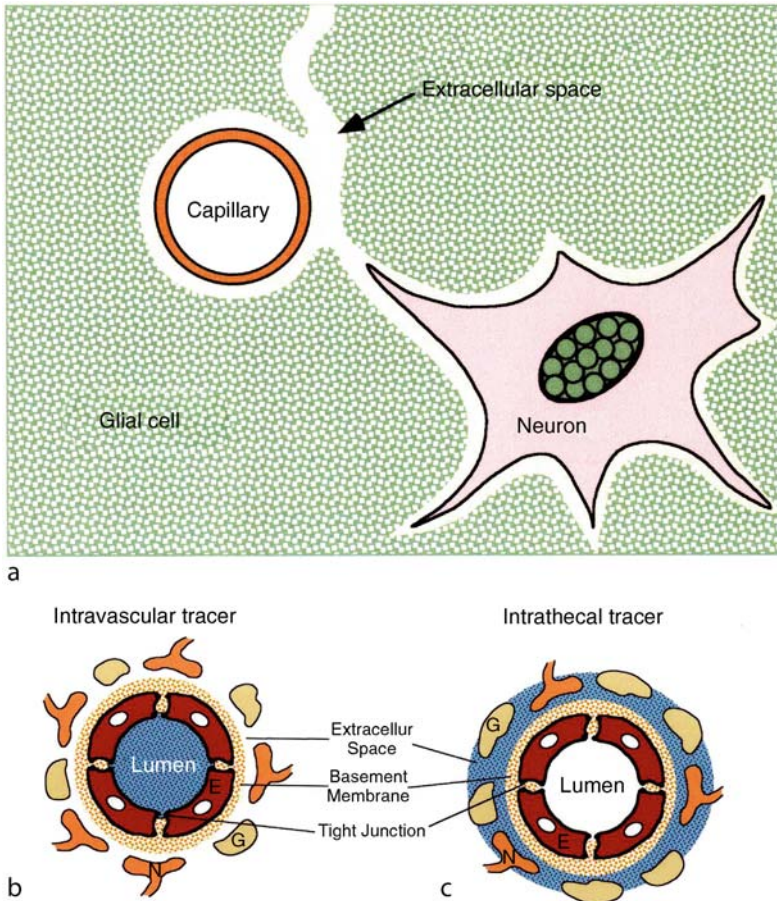 Extracellular space
Capillary
Glial cell
Neuron
a
Intravascular tracer
Intrathecal tracer
Extracellur
Space
Basement
Membrane
Tight Junction
Lumen
E
G
N
b
G
Lumen
E
N
c